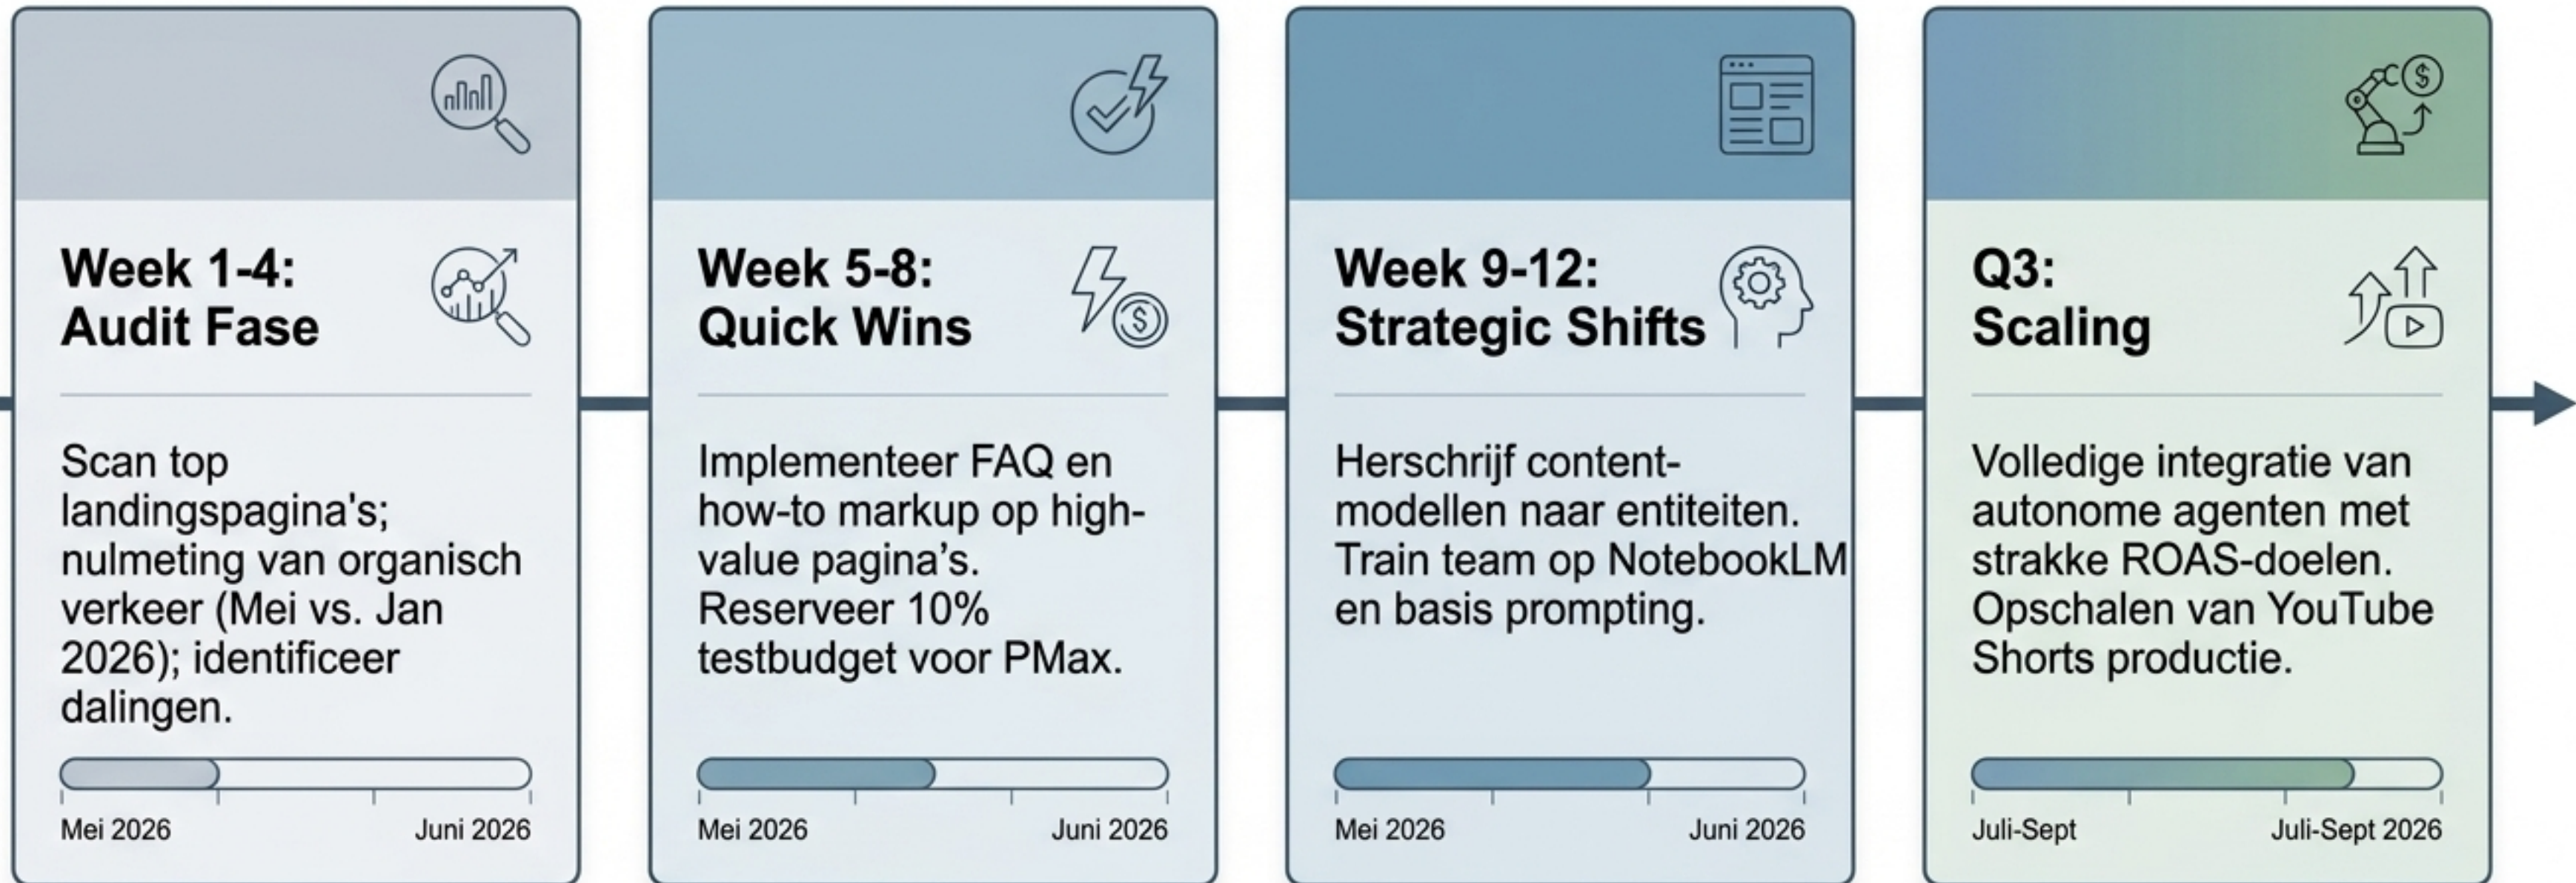 Week 1-4:
Audit Fase
Scan top
landingspagina's;
nulmeting van organisch
verkeer (Mei vs. Jan
2026); identificeer
dalingen.
Mei 2026
Juni 2026
Week 5-8:
Quick Wins
Implementeer FAQ en
how-to markup op high-
value pagina’s.
Reserveer 10%
testbudget voor PMax.
Mei 2026
Juni 2026
Week 9-12:
Strategic Shifts
Herschrijf content-
modellen naar entiteiten.
Train team op NotebookLM
en basis prompting.
Mei 2026
Juni 2026
Q3:
Scaling
Volledige integratie van
autonome agenten met
strakke ROAS-doelen.
Opschalen van YouTube
Shorts productie.
Juli-Sept
Juli-Sept 2026